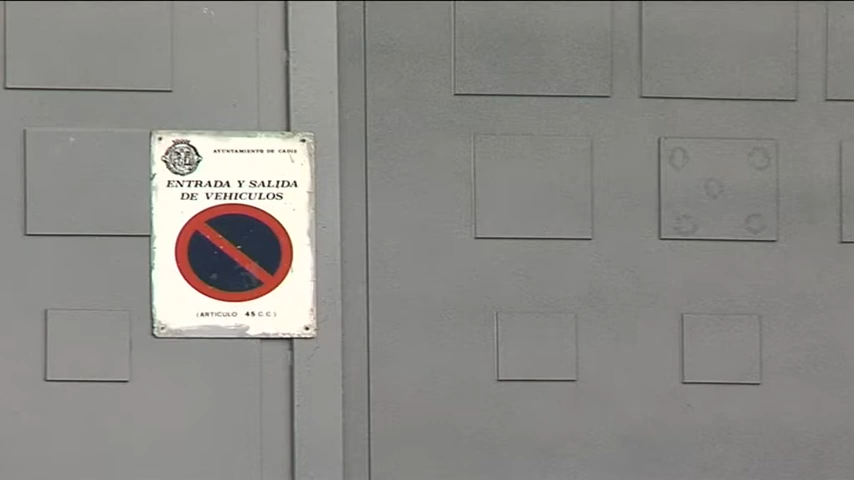 AYUNTAMIENTO DE CADIZ
ENTRADA Y SALIDA
DE VEHICULOS
(ARTICULO 45 C.C.)